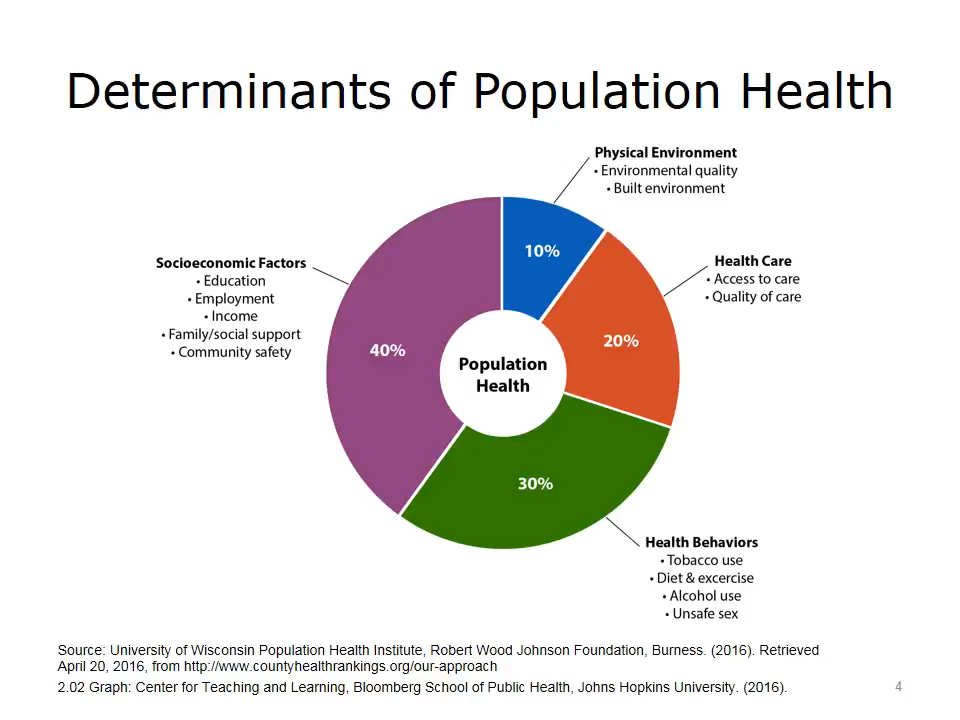 Determinants of Population Health
Physical Environment
• Environmental quality
• Built environment
10%
Health Care
• Access to care
• Quality of care
20%
Socioeconomic Factors
• Education
• Employment
• Income
• Family/social support
• Community safety
40%
Population
Health
30%
Health Behaviors
• Tobacco use
• Diet & excercise
• Alcohol use
• Unsafe sex
Source: University of Wisconsin Population Health Institute, Robert Wood Johnson Foundation, Burness. (2016). Retrieved
April 20, 2016, from http://www.countyhealthrankings.org/our-approach
2.02 Graph: Center for Teaching and Learning, Bloomberg School of Public Health, Johns Hopkins University. (2016).
4